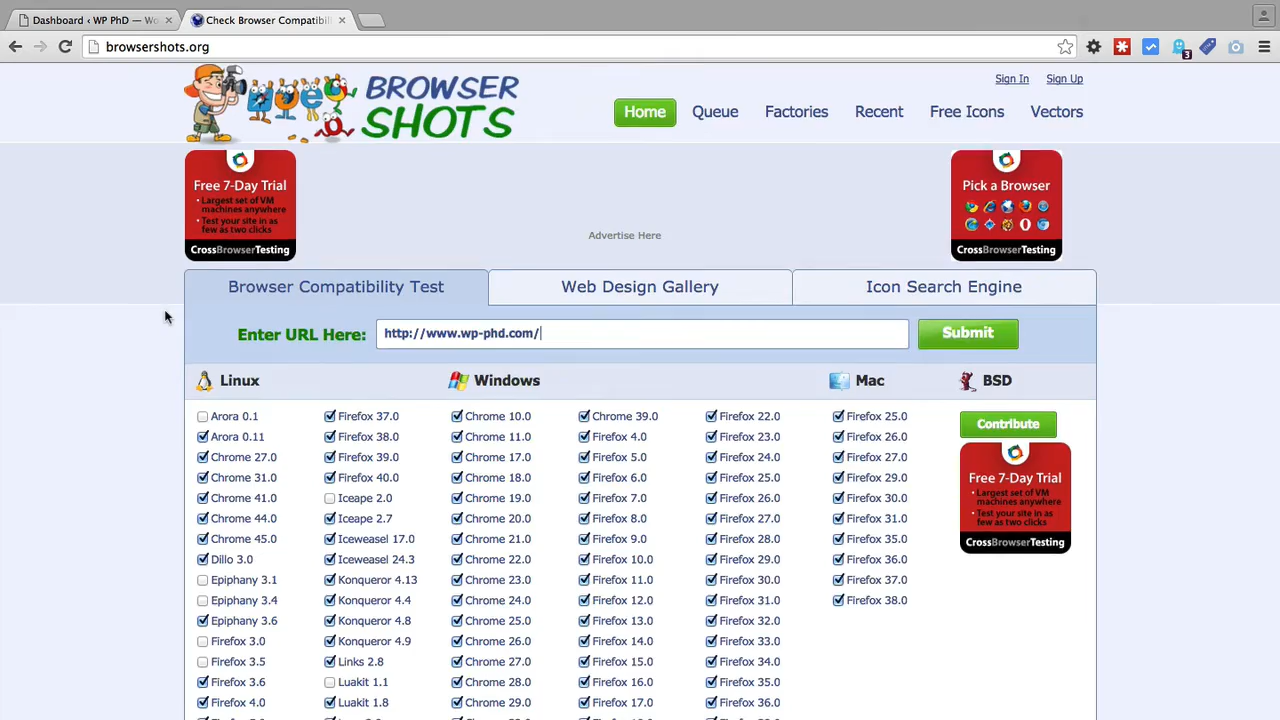 Dashboard ‹ WP PhD — Wo
Check Browser Compatibil
browsershots.org
3
BROWSER
SHOTS
Sign In
Sign Up
Home
Queue
Factories
Recent
Free Icons
Vectors
Free 7-Day Trial
• Largest set of VM
machines anywhere
• Test your site in as
few as two clicks
CrossBrowserTesting
Advertise Here
Pick a Browser
CrossBrowserTesting
Browser Compatibility Test
Web Design Gallery
Icon Search Engine
Enter URL Here:
http://www.wp-phd.com/
Submit
Linux
Windows
Mac
BSD
Arora 0.1
Firefox 37.0
Chrome 10.0
Chrome 39.0
Firefox 22.0
Firefox 25.0
Contribute
Arora 0.11
Firefox 38.0
Chrome 11.0
Firefox 4.0
Firefox 23.0
Firefox 26.0
Chrome 27.0
Firefox 39.0
Chrome 17.0
Firefox 5.0
Firefox 24.0
Firefox 27.0
Chrome 31.0
Firefox 40.0
Chrome 18.0
Firefox 6.0
Firefox 25.0
Firefox 29.0
Free 7-Day Trial
• Largest set of VM
machines anywhere
• Test your site in as
few as two clicks
CrossBrowserTesting
Chrome 41.0
Iceape 2.0
Chrome 19.0
Firefox 7.0
Firefox 26.0
Firefox 30.0
Chrome 44.0
Iceape 2.7
Chrome 20.0
Firefox 8.0
Firefox 27.0
Firefox 31.0
Chrome 45.0
Iceweasel 17.0
Chrome 21.0
Firefox 9.0
Firefox 28.0
Firefox 35.0
Dillo 3.0
Iceweasel 24.3
Chrome 22.0
Firefox 10.0
Firefox 29.0
Firefox 36.0
Epiphany 3.1
Konqueror 4.13
Chrome 23.0
Firefox 11.0
Firefox 30.0
Firefox 37.0
Epiphany 3.4
Konqueror 4.4
Chrome 24.0
Firefox 12.0
Firefox 31.0
Firefox 38.0
Epiphany 3.6
Konqueror 4.8
Chrome 25.0
Firefox 13.0
Firefox 32.0
Firefox 3.0
Konqueror 4.9
Chrome 26.0
Firefox 14.0
Firefox 33.0
Firefox 3.5
Links 2.8
Chrome 27.0
Firefox 15.0
Firefox 34.0
Firefox 3.6
Luakit 1.1
Chrome 28.0
Firefox 16.0
Firefox 35.0
Firefox 4.0
Luakit 1.8
Chrome 29.0
Firefox 17.0
Firefox 36.0